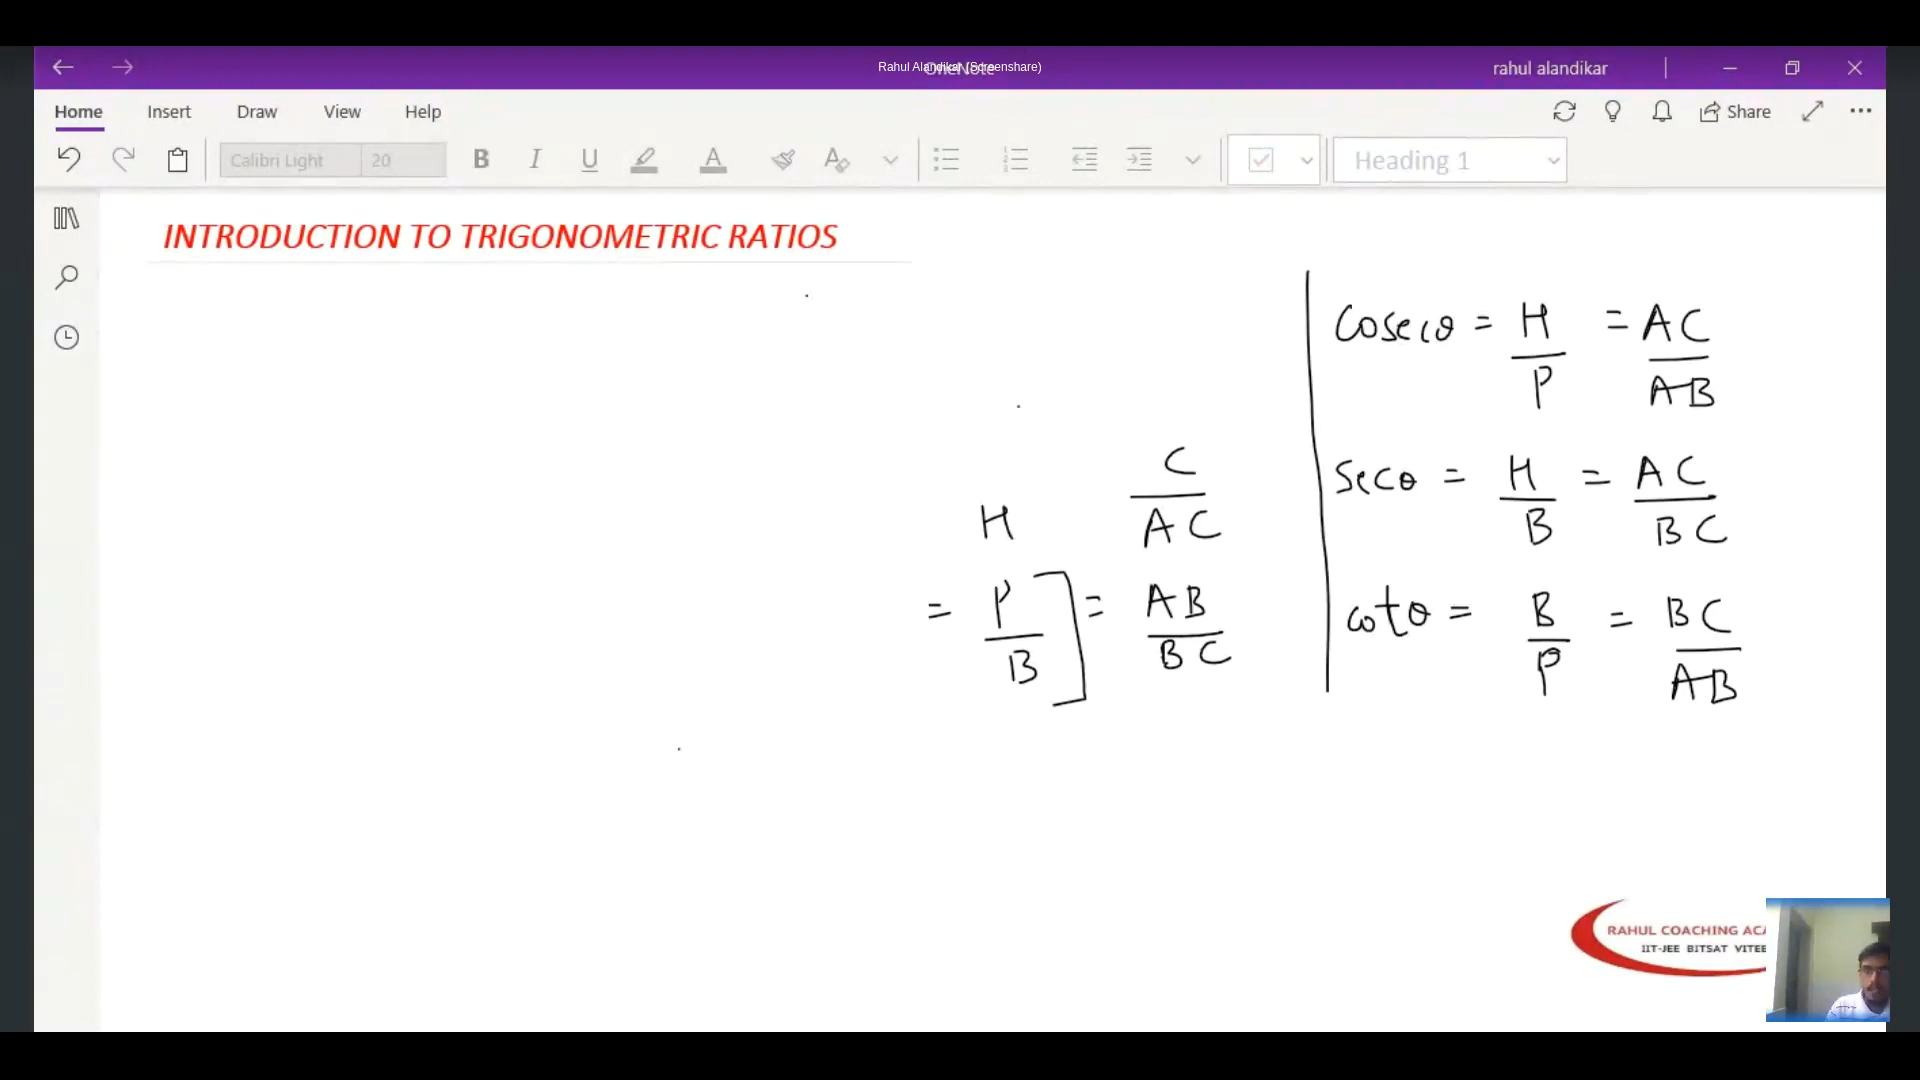 Rahul Alandikar (Screenshare)
rahul alandikar
Home Insert Draw View Help
Share
Calibri Light 20 B I U A Heading 1
INTRODUCTION TO TRIGONOMETRIC RATIOS
H
C
AC
= P
B
= AB
BC
Cosecθ = H = AC
P AB
Secθ = H = AC
B BC
cotθ = B = BC
P AB
RAHUL COACHING
IIT-JEE BITSAT VITEE